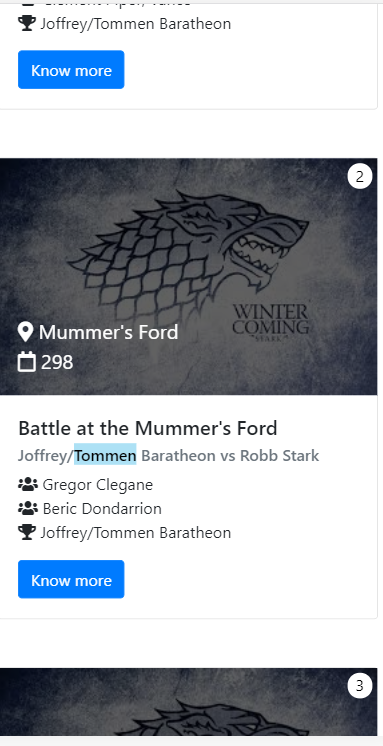 Joffrey/Tommen Baratheon
Know more
2
WINTER
COMING
STARK
Mummer's Ford
298
Battle at the Mummer's Ford
Joffrey/Tommen Baratheon vs Robb Stark
Gregor Clegane
Beric Dondarrion
Joffrey/Tommen Baratheon
Know more
3